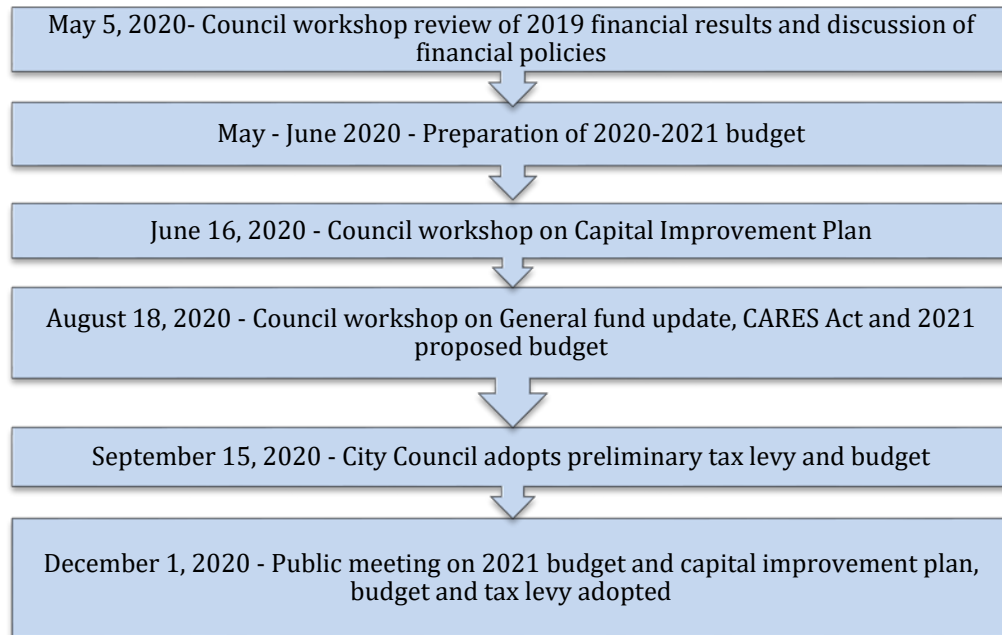 May 5, 2020- Council workshop review of 2019 financial results and discussion of
financial policies
May - June 2020 - Preparation of 2020-2021 budget
June 16, 2020 - Council workshop on Capital Improvement Plan
August 18, 2020 - Council workshop on General fund update, CARES Act and 2021
proposed budget
September 15, 2020 - City Council adopts preliminary tax levy and budget
December 1, 2020 - Public meeting on 2021 budget and capital improvement plan,
budget and tax levy adopted